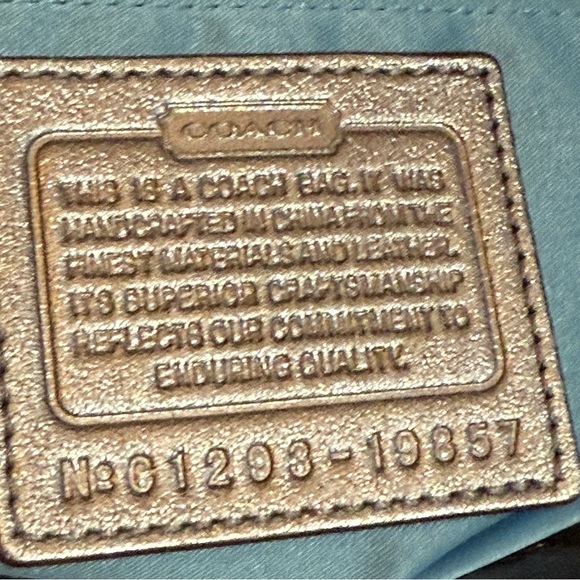 COACH
THIS IS A COACH BAG. IT WAS
HANDCRAFTED IN CHINA FROM THE
FINEST MATERIALS AND LEATHER.
IT'S SUPERIOR CRAFTSMANSHIP
REFLECTS OUR COMMITMENT TO
ENDURING QUALITY.
Nº C1293-19857